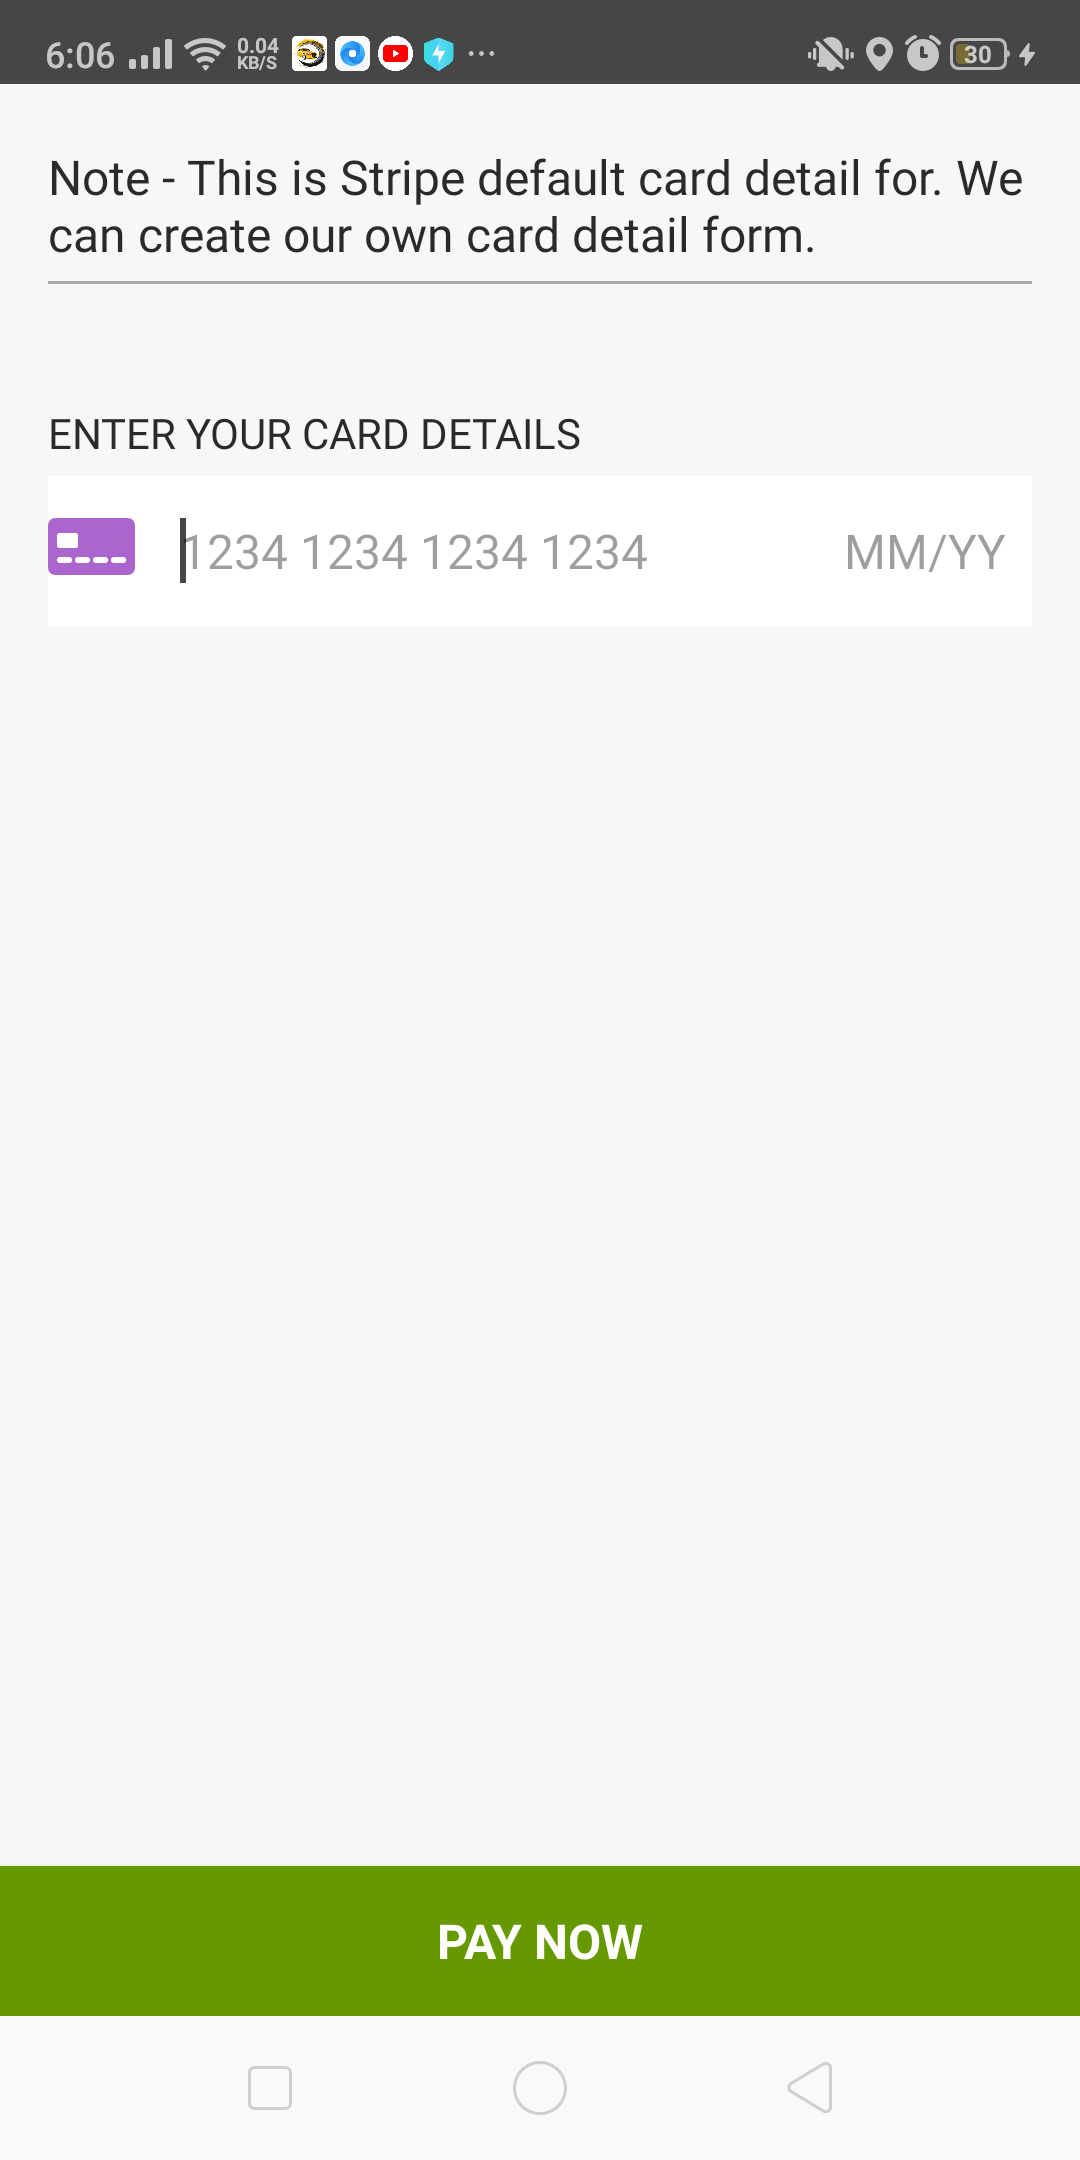 6:06 0.04 KB/S 30
Note - This is Stripe default card detail for. We
can create our own card detail form.
ENTER YOUR CARD DETAILS
1234 1234 1234 1234 MM/YY
PAY NOW